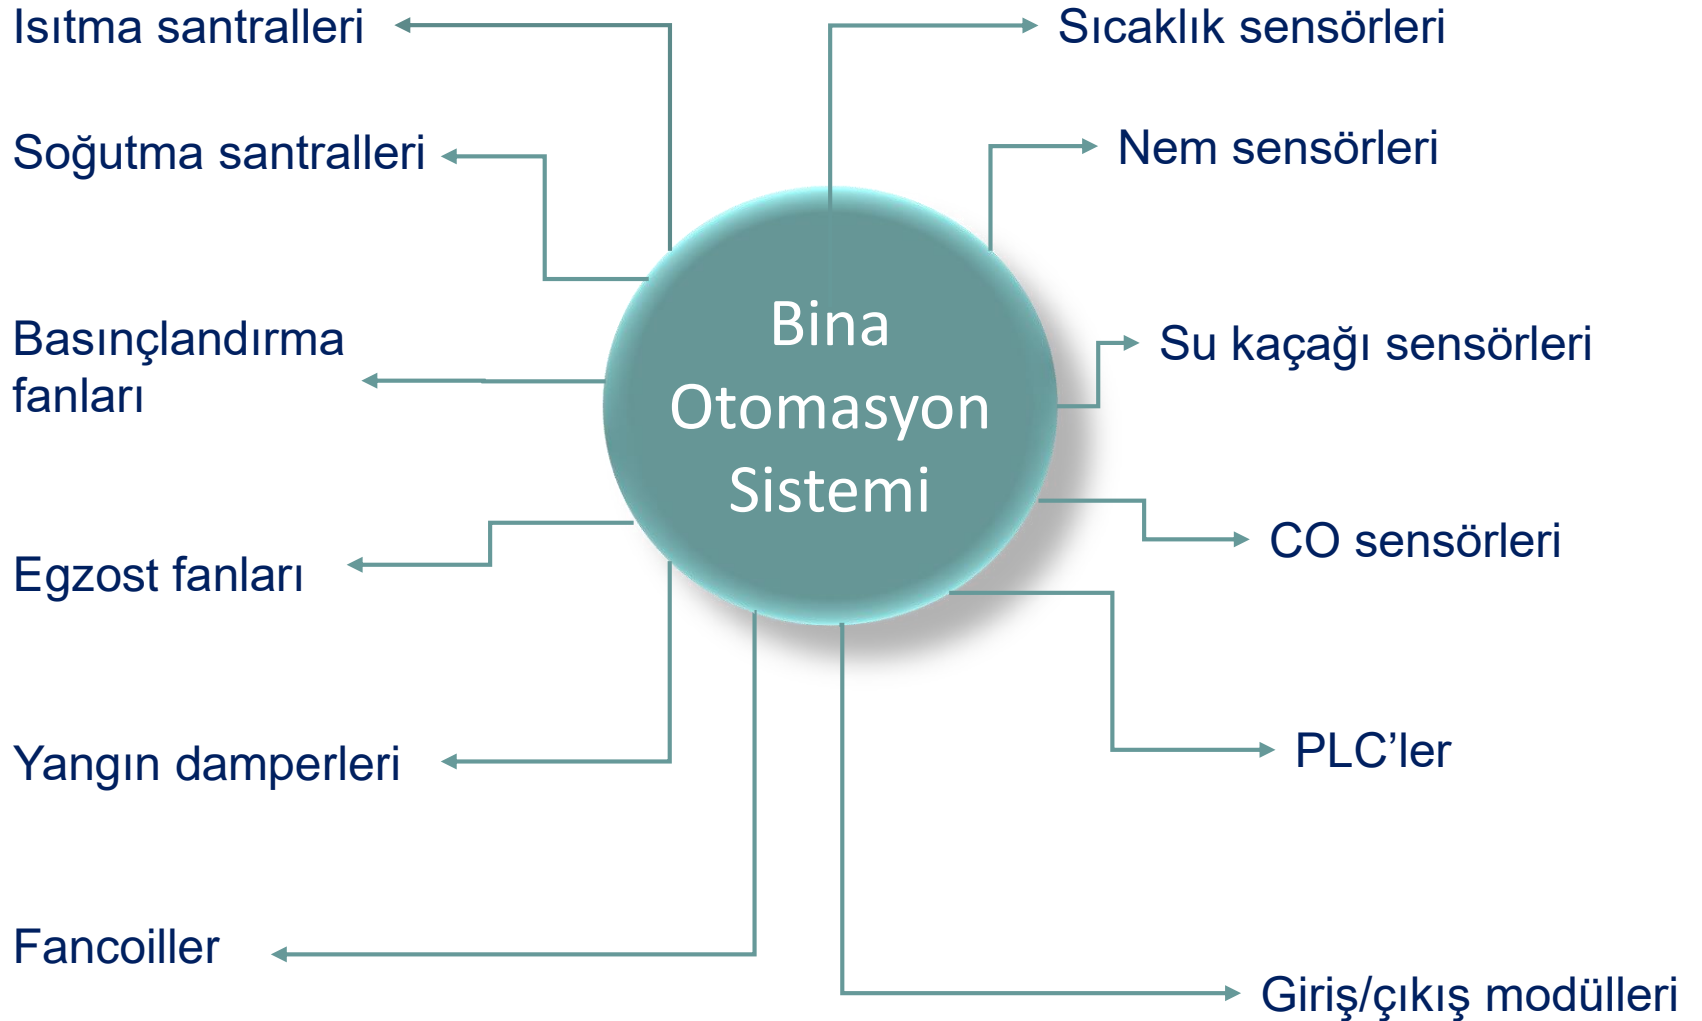 Isıtma santralleri
Sıcaklık sensörleri
Soğutma santralleri
Nem sensörleri
Basınçlandırma
fanları
Bina
Otomasyon
Sistemi
Su kaçağı sensörleri
Egzost fanları
CO sensörleri
Yangın damperleri
PLC’ler
Fancoiller
Giriş/çıkış modülleri